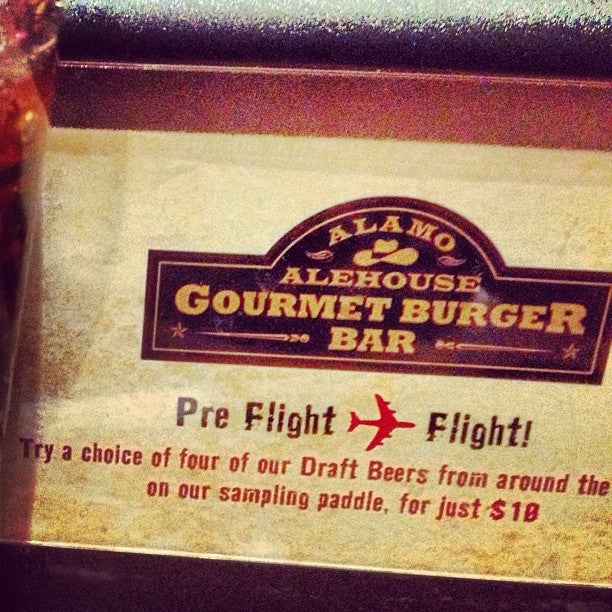 ALAMO
ALEHOUSE
GOURMET BURGER
BAR
Pre Flight Flight!
Try a choice of four of our Draft Beers from around the
on our sampling paddle, for just $10